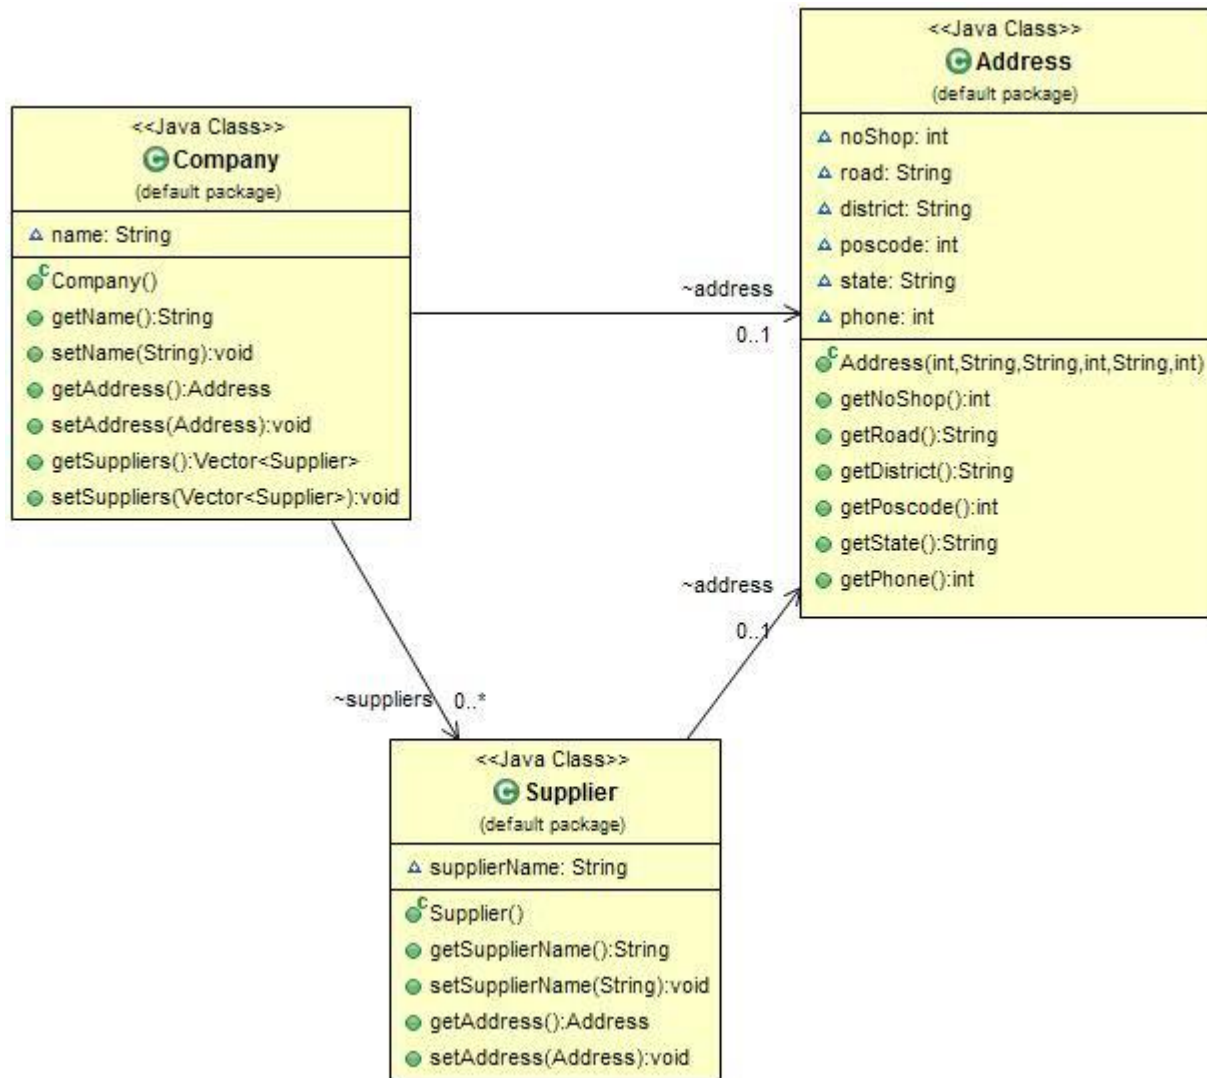 <<Java Class>>
Company
(default package)
name: String
Company()
getName():String
setName(String):void
getAddress():Address
setAddress(Address):void
getSuppliers():Vector<Supplier>
setSuppliers(Vector<Supplier>):void
~address
0..1
<<Java Class>>
Address
(default package)
noShop: int
road: String
district: String
poscode: int
state: String
phone: int
Address(int,String,String,int,String,int)
getNoShop():int
getRoad():String
getDistrict():String
getPoscode():int
getState():String
getPhone():int
~address
0..1
~suppliers 0..*
<<Java Class>>
Supplier
(default package)
supplierName: String
Supplier()
getSupplierName():String
setSupplierName(String):void
getAddress():Address
setAddress(Address):void